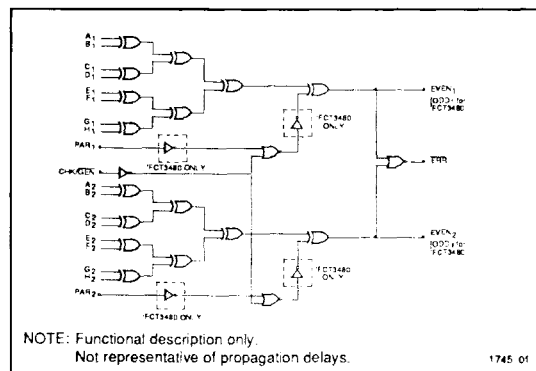 A1
B1
C1
D1
E1
F1
G1
H1
PAR1
'FCT3480 ONLY
CHK/GEN
A2
B2
C2
D2
E2
F2
G2
H2
PAR2
'FCT3480 ONLY
'FCT3480
ONLY
EVEN1
(ODD1) for
'FCT3480
ERR
EVEN2
(ODD2) for
'FCT3480
'FCT3480
ONLY
NOTE: Functional description only.
Not representative of propagation delays.
1745 01